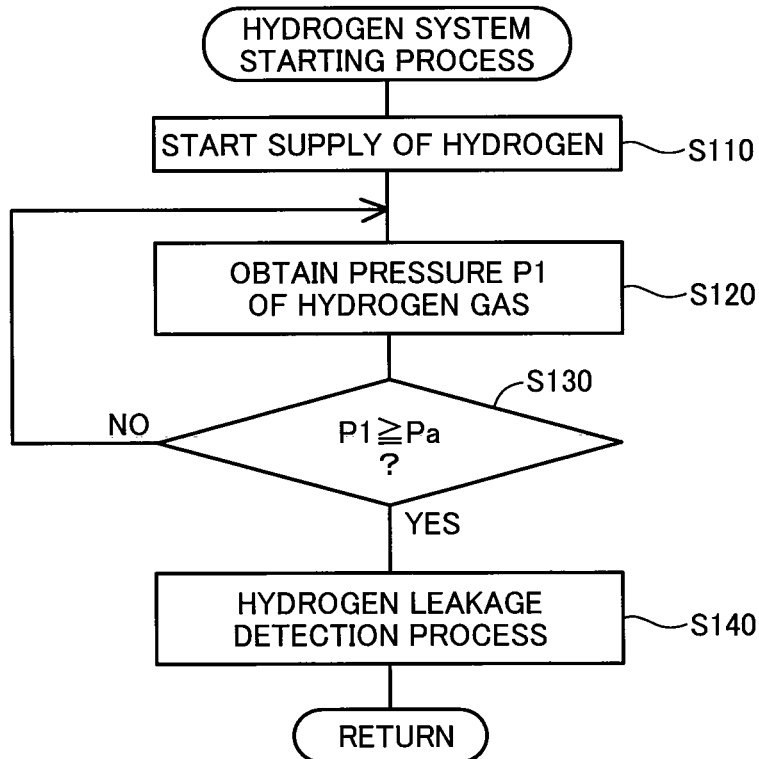 HYDROGEN SYSTEM
STARTING PROCESS
START SUPPLY OF HYDROGEN
S110
OBTAIN PRESSURE P1
OF HYDROGEN GAS
S120
S130
P1≧Pa
?
NO
YES
HYDROGEN LEAKAGE
DETECTION PROCESS
S140
RETURN